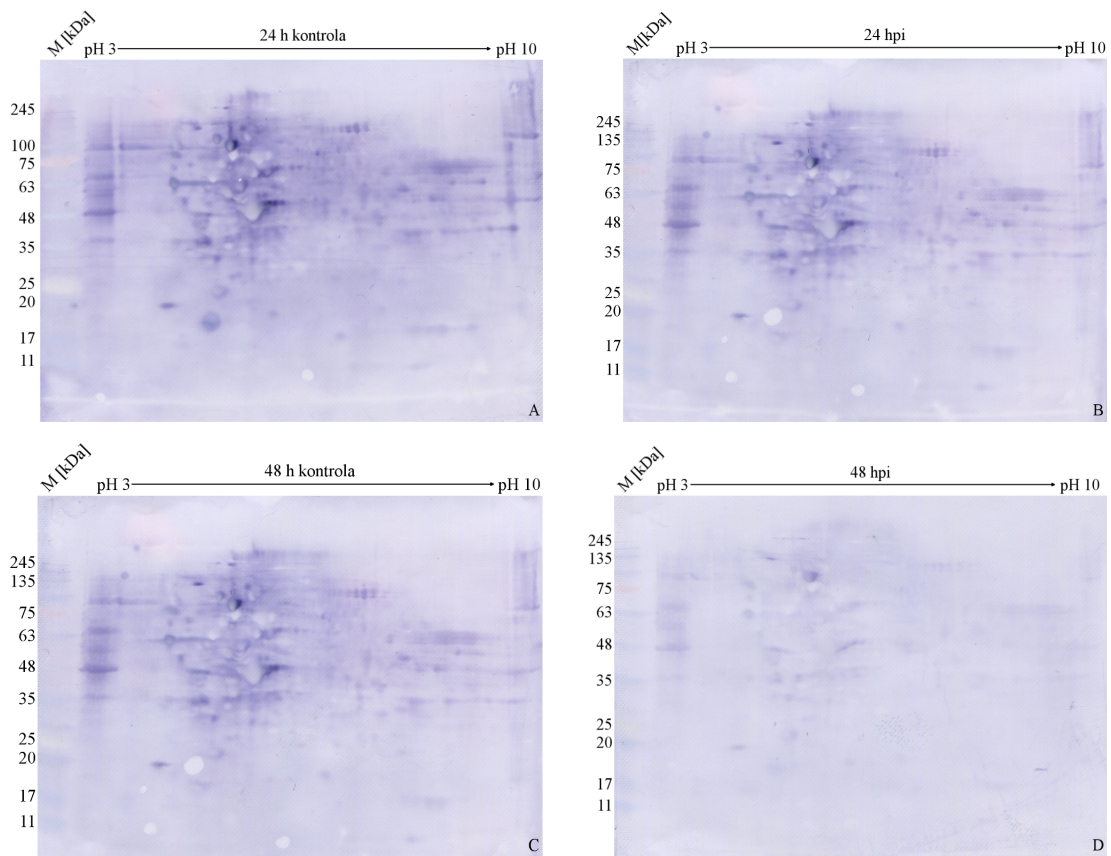 24 h kontrola
M [kDa]
pH 3
pH 10
245
100
75
63
48
35
25
20
17
11
A
24 hpi
M[kDa]
pH 3
pH 10
245
135
75
63
48
35
25
20
17
11
B
48 h kontrola
M [kDa]
pH 3
pH 10
245
135
75
63
48
35
25
20
17
11
C
48 hpi
M [kDa]
pH 3
pH 10
245
135
75
63
48
35
25
20
17
11
D